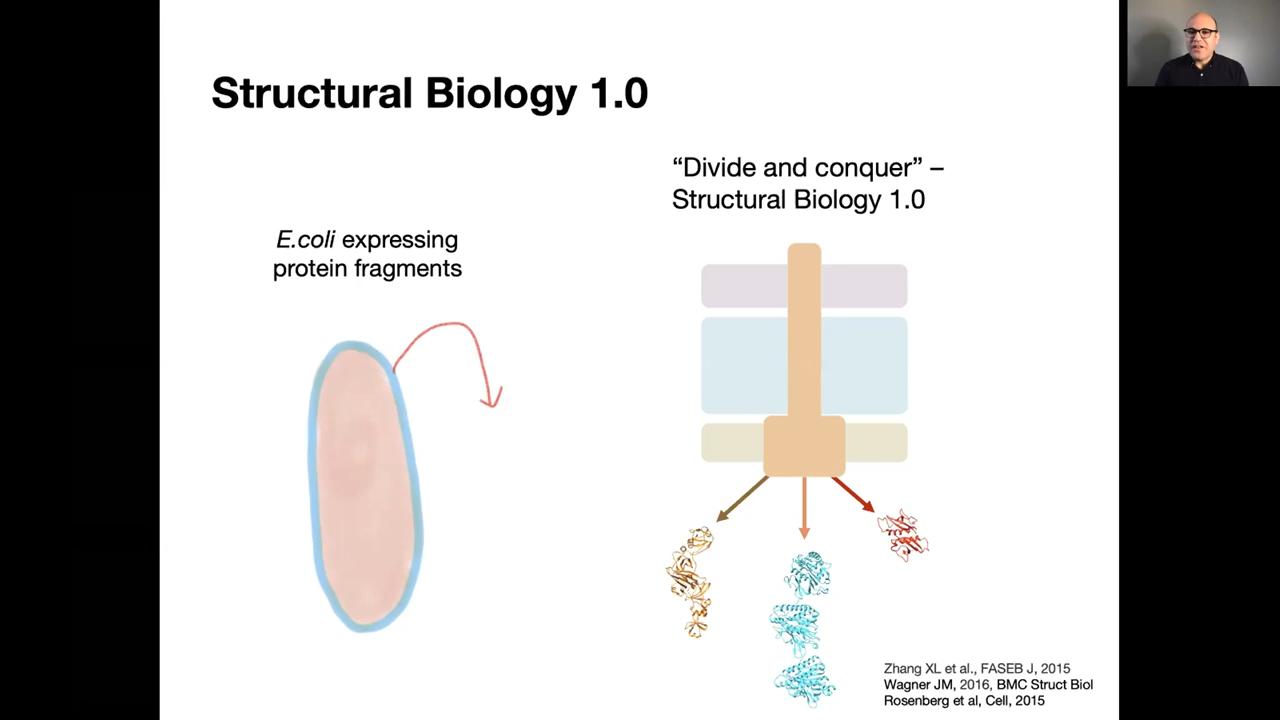 Structural Biology 1.0
“Divide and conquer” –
Structural Biology 1.0
E.coli expressing
protein fragments
Zhang XL et al., FASEB J, 2015
Wagner JM, 2016, BMC Struct Biol
Rosenberg et al, Cell, 2015